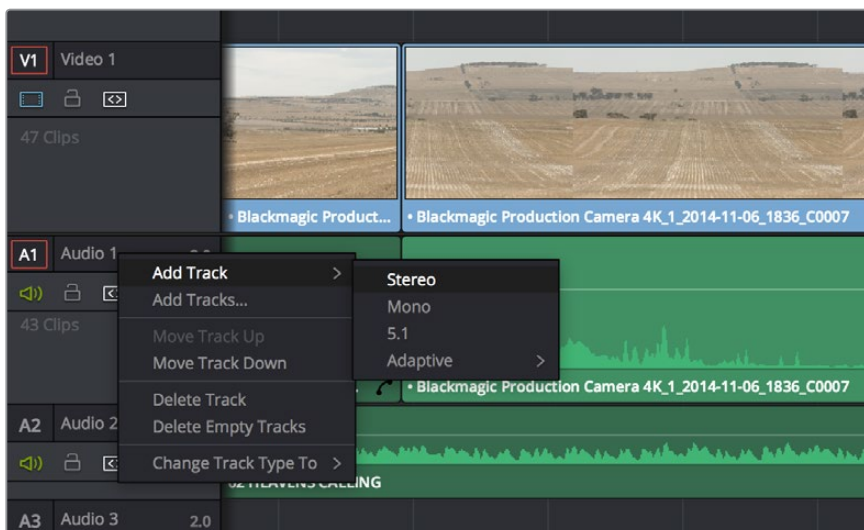 V1 Video 1
47 Clips
• Blackmagic Product...
• Blackmagic Production Camera 4K_1_2014-11-06_1836_C0007
A1 Audio 1
43 Clips
Add Track >
Add Tracks...
Move Track Up
Move Track Down
Delete Track
Delete Empty Tracks
Change Track Type To >
Stereo
Mono
5.1
Adaptive >
• Blackmagic Production Camera 4K_1_2014-11-06_1836_C0007
A2 Audio 2
HEAVENS CALLING
A3 Audio 3 2.0